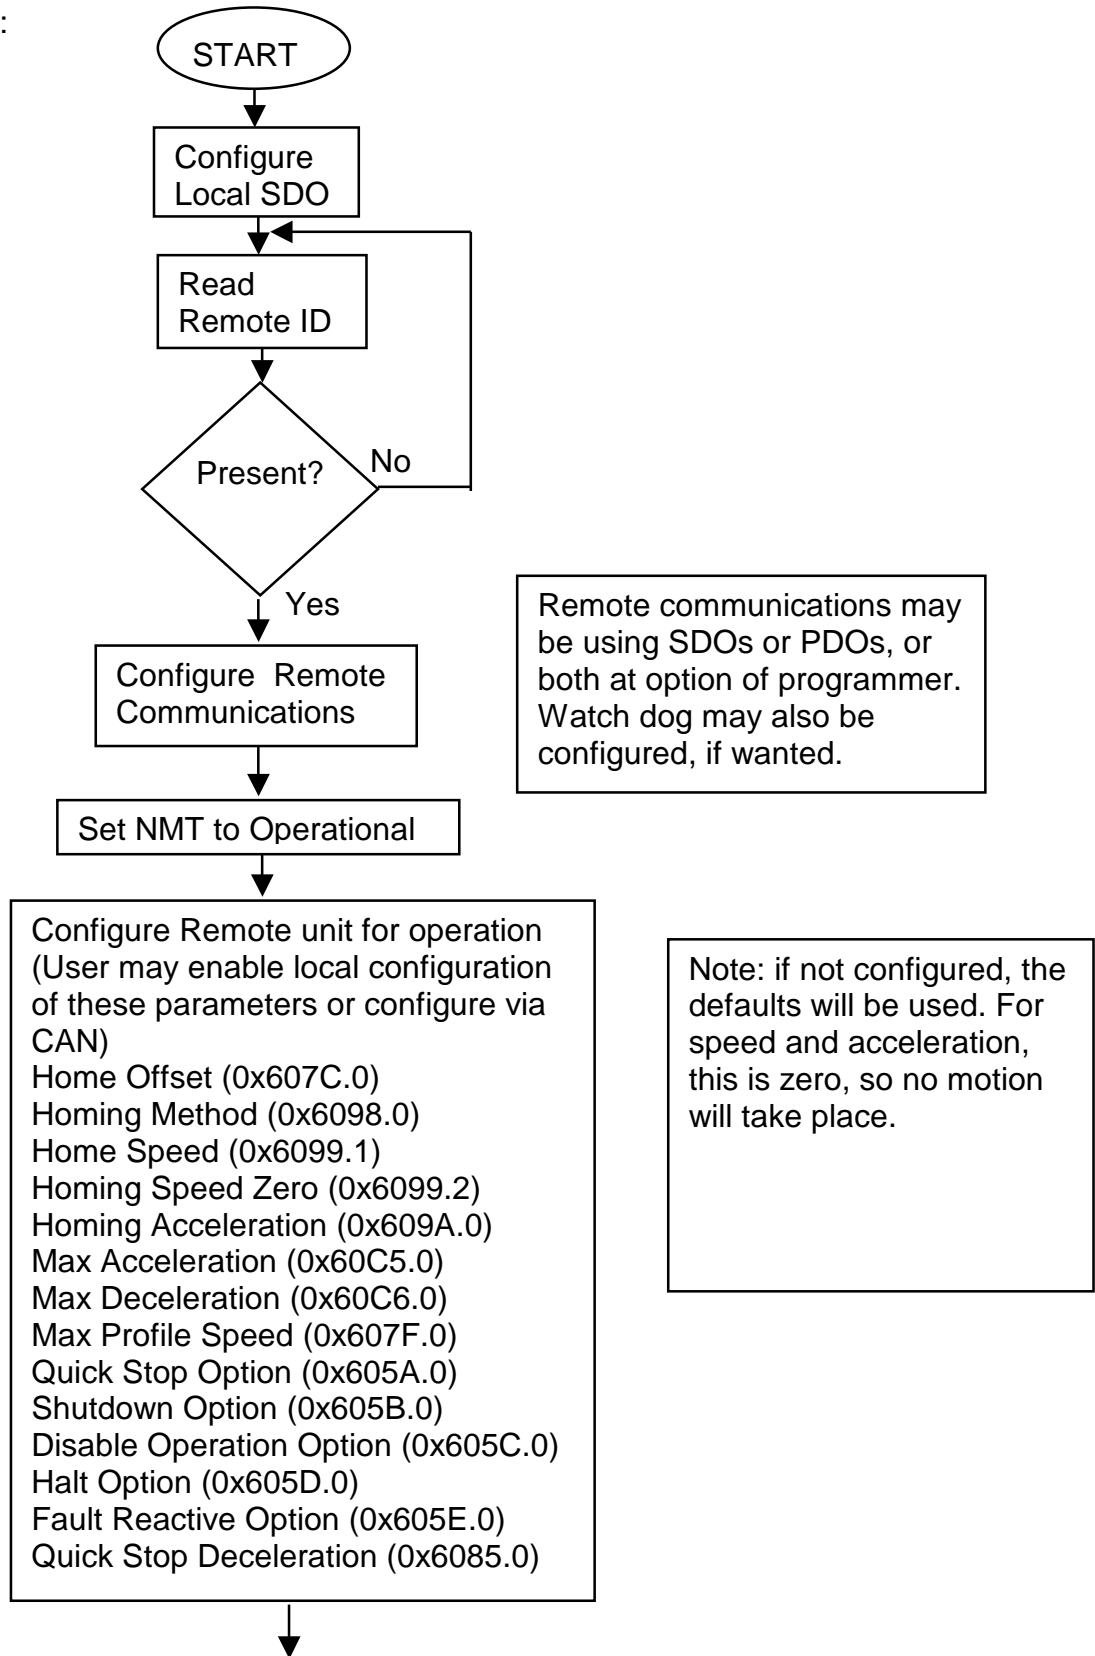 :
START
Configure
Local SDO
Read
Remote ID
Present?
No
Yes
Configure Remote
Communications
Remote communications may
be using SDOs or PDOs, or
both at option of programmer.
Watch dog may also be
configured, if wanted.
Set NMT to Operational
Configure Remote unit for operation
(User may enable local configuration
of these parameters or configure via
CAN)
Home Offset (0x607C.0)
Homing Method (0x6098.0)
Home Speed (0x6099.1)
Homing Speed Zero (0x6099.2)
Homing Acceleration (0x609A.0)
Max Acceleration (0x60C5.0)
Max Deceleration (0x60C6.0)
Max Profile Speed (0x607F.0)
Quick Stop Option (0x605A.0)
Shutdown Option (0x605B.0)
Disable Operation Option (0x605C.0)
Halt Option (0x605D.0)
Fault Reactive Option (0x605E.0)
Quick Stop Deceleration (0x6085.0)
Note: if not configured, the
defaults will be used. For
speed and acceleration,
this is zero, so no motion
will take place.